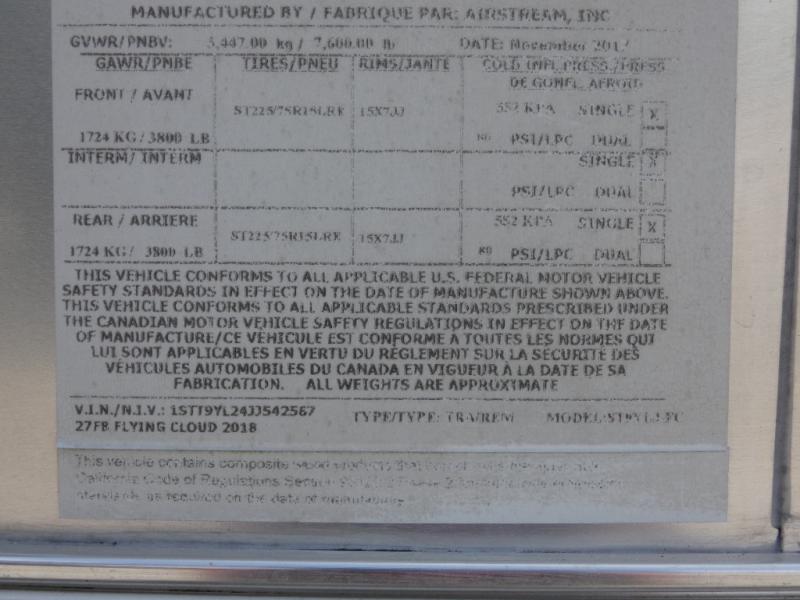 MANUFACTURED BY / FABRIQUE PAR: AIRSTREAM, INC
GVWR/PNBV: 3,447.00 kg / 7,600.00 lb DATE: November 2017
GAWR/PNBE TIRES/PNEU RIMS/JANTE COLD INFL PRESS./PRESS
DE GONFL. AFROID
FRONT / AVANT
ST225/75R15LRE 15X7JJ 552 KPA SINGLE X
1724 KG / 3800 LB PSI/LPC DUAL
INTERM/ INTERM SINGLE X
PSI/LPC DUAL
REAR / ARRIERE 552 KPA SINGLE X
ST225/75R15LRE 15X7JJ
1724 KG / 3800 LB PSI/LPC DUAL
THIS VEHICLE CONFORMS TO ALL APPLICABLE U.S. FEDERAL MOTOR VEHICLE
SAFETY STANDARDS IN EFFECT ON THE DATE OF MANUFACTURE SHOWN ABOVE.
THIS VEHICLE CONFORMS TO ALL APPLICABLE STANDARDS PRESCRIBED UNDER
THE CANADIAN MOTOR VEHICLE SAFETY REGULATIONS IN EFFECT ON THE DATE
OF MANUFACTURE/CE VÉHICULE EST CONFORME A TOUTES LES NORMES QUI
LUI SONT APPLICABLES EN VERTU DU RÈGLEMENT SUR LA SÉCURITÉ DES
VÉHICULES AUTOMOBILES DU CANADA EN VIGUEUR À LA DATE DE SA
FABRICATION. ALL WEIGHTS ARE APPROXIMATE
V.I.N./N.I.V.: 1STT9YL24JJ542567 TYPE/TYPE: TRA/REM MODEL:
27FB FLYING CLOUD 2018
This vehicle contains composite wood products that
California Code of Regulations Section
standards, as required on the date of manufacture